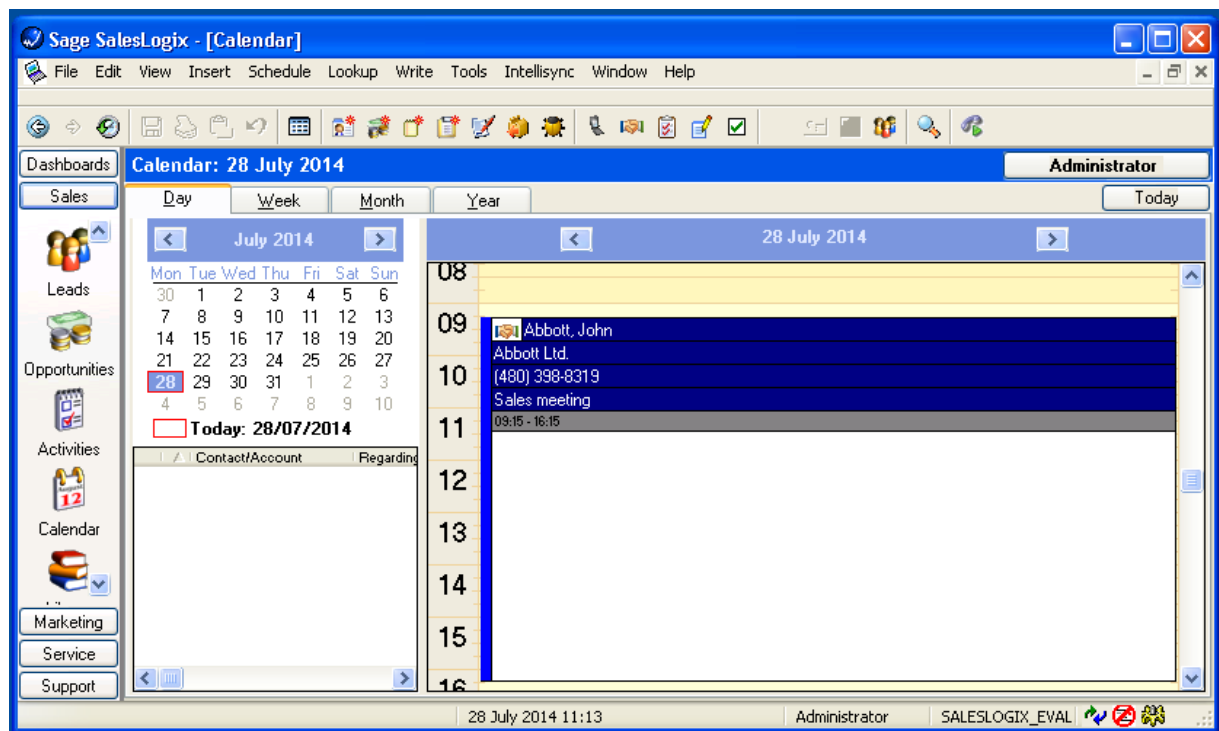 Sage SalesLogix - [Calendar]
File Edit View Insert Schedule Lookup Write Tools Intellisync Window Help
Dashboards
Calendar: 28 July 2014
Administrator
Sales
Day Week Month Year
Today
Leads
Opportunities
Activities
12
Calendar
Marketing
Service
Support
July 2014
Mon Tue Wed Thu Fri Sat Sun
30 1 2 3 4 5 6
7 8 9 10 11 12 13
14 15 16 17 18 19 20
21 22 23 24 25 26 27
28 29 30 31 1 2 3
4 5 6 7 8 9 10
Today: 28/07/2014
Contact/Account Regarding
28 July 2014
08
09
Abbott, John
Abbott Ltd.
10
(480) 398-8319
Sales meeting
11
09:15 - 16:15
12
13
14
15
16
28 July 2014 11:13 Administrator SALESLOGIX_EVAL